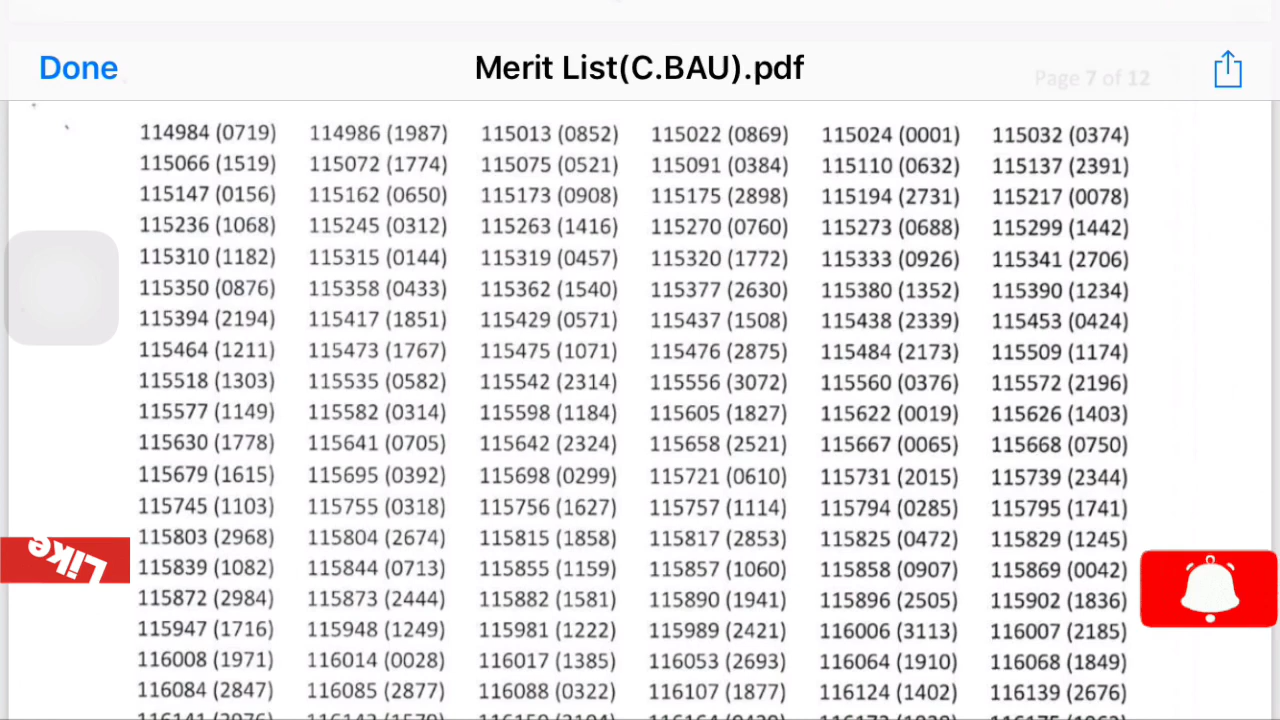 Done Merit List(C.BAU).pdf
Page 7 of 12
114984 (0719) 114986 (1987) 115013 (0852) 115022 (0869) 115024 (0001) 115032 (0374)
115066 (1519) 115072 (1774) 115075 (0521) 115091 (0384) 115110 (0632) 115137 (2391)
115147 (0156) 115162 (0650) 115173 (0908) 115175 (2898) 115194 (2731) 115217 (0078)
115236 (1068) 115245 (0312) 115263 (1416) 115270 (0760) 115273 (0688) 115299 (1442)
115310 (1182) 115315 (0144) 115319 (0457) 115320 (1772) 115333 (0926) 115341 (2706)
115350 (0876) 115358 (0433) 115362 (1540) 115377 (2630) 115380 (1352) 115390 (1234)
115394 (2194) 115417 (1851) 115429 (0571) 115437 (1508) 115438 (2339) 115453 (0424)
115464 (1211) 115473 (1767) 115475 (1071) 115476 (2875) 115484 (2173) 115509 (1174)
115518 (1303) 115535 (0582) 115542 (2314) 115556 (3072) 115560 (0376) 115572 (2196)
115577 (1149) 115582 (0314) 115598 (1184) 115605 (1827) 115622 (0019) 115626 (1403)
115630 (1778) 115641 (0705) 115642 (2324) 115658 (2521) 115667 (0065) 115668 (0750)
115679 (1615) 115695 (0392) 115698 (0299) 115721 (0610) 115731 (2015) 115739 (2344)
115745 (1103) 115755 (0318) 115756 (1627) 115757 (1114) 115794 (0285) 115795 (1741)
115803 (2968) 115804 (2674) 115815 (1858) 115817 (2853) 115825 (0472) 115829 (1245)
Like
115839 (1082) 115844 (0713) 115855 (1159) 115857 (1060) 115858 (0907) 115869 (0042)
115872 (2984) 115873 (2444) 115882 (1581) 115890 (1941) 115896 (2505) 115902 (1836)
115947 (1716) 115948 (1249) 115981 (1222) 115989 (2421) 116006 (3113) 116007 (2185)
116008 (1971) 116014 (0028) 116017 (1385) 116053 (2693) 116064 (1910) 116068 (1849)
116084 (2847) 116085 (2877) 116088 (0322) 116107 (1877) 116124 (1402) 116139 (2676)